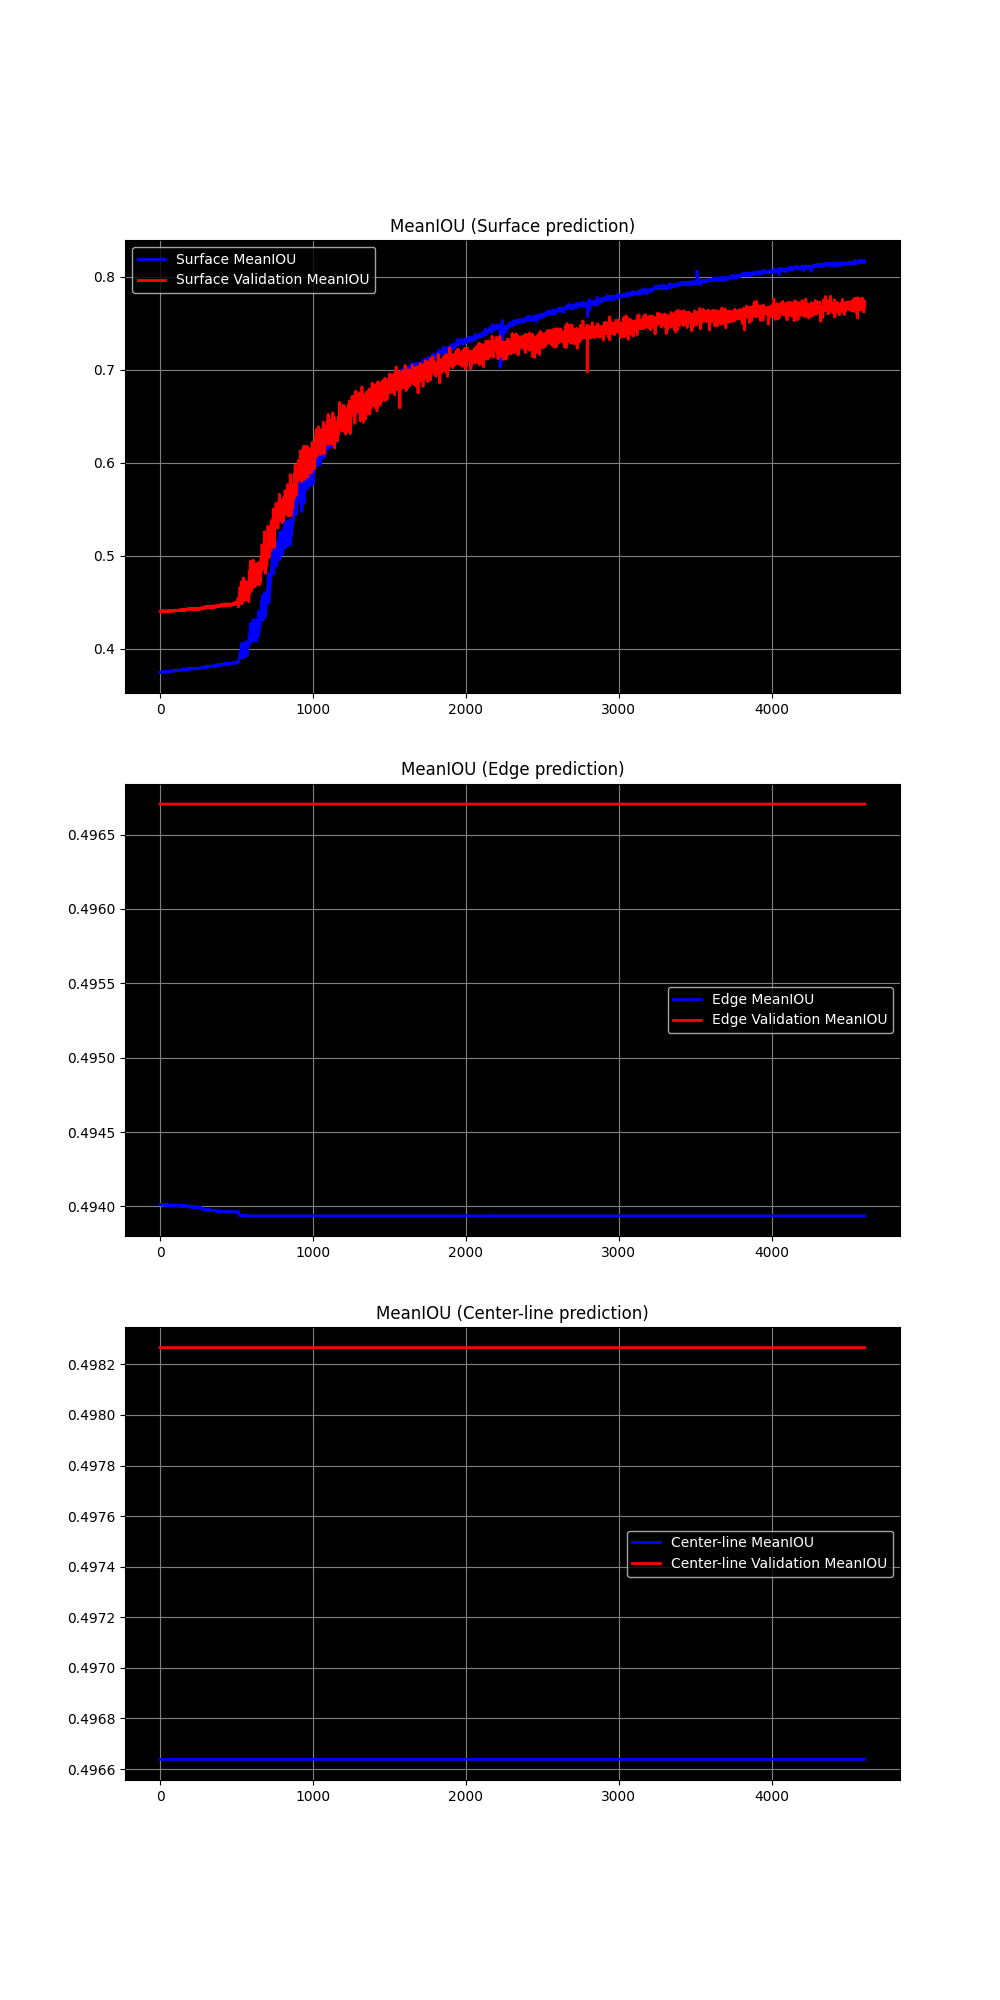 MeanIOU (Surface prediction)
Surface MeanIOU
Surface Validation MeanIOU
0.8
0.7
0.6
0.5
0.4
0 1000 2000 3000 4000
MeanIOU (Edge prediction)
0.4965
0.4960
0.4955
Edge MeanIOU
Edge Validation MeanIOU
0.4950
0.4945
0.4940
0 1000 2000 3000 4000
MeanIOU (Center-line prediction)
0.4982
0.4980
0.4978
0.4976
Center-line MeanIOU
Center-line Validation MeanIOU
0.4974
0.4972
0.4970
0.4968
0.4966
0 1000 2000 3000 4000